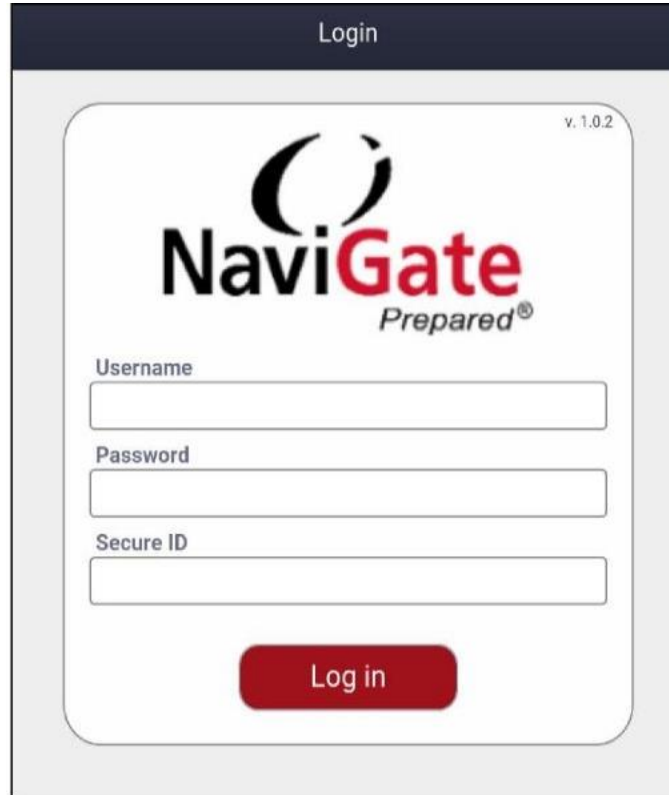 Login
v. 1.0.2
NaviGate
Prepared®
Username
Password
Secure ID
Log in